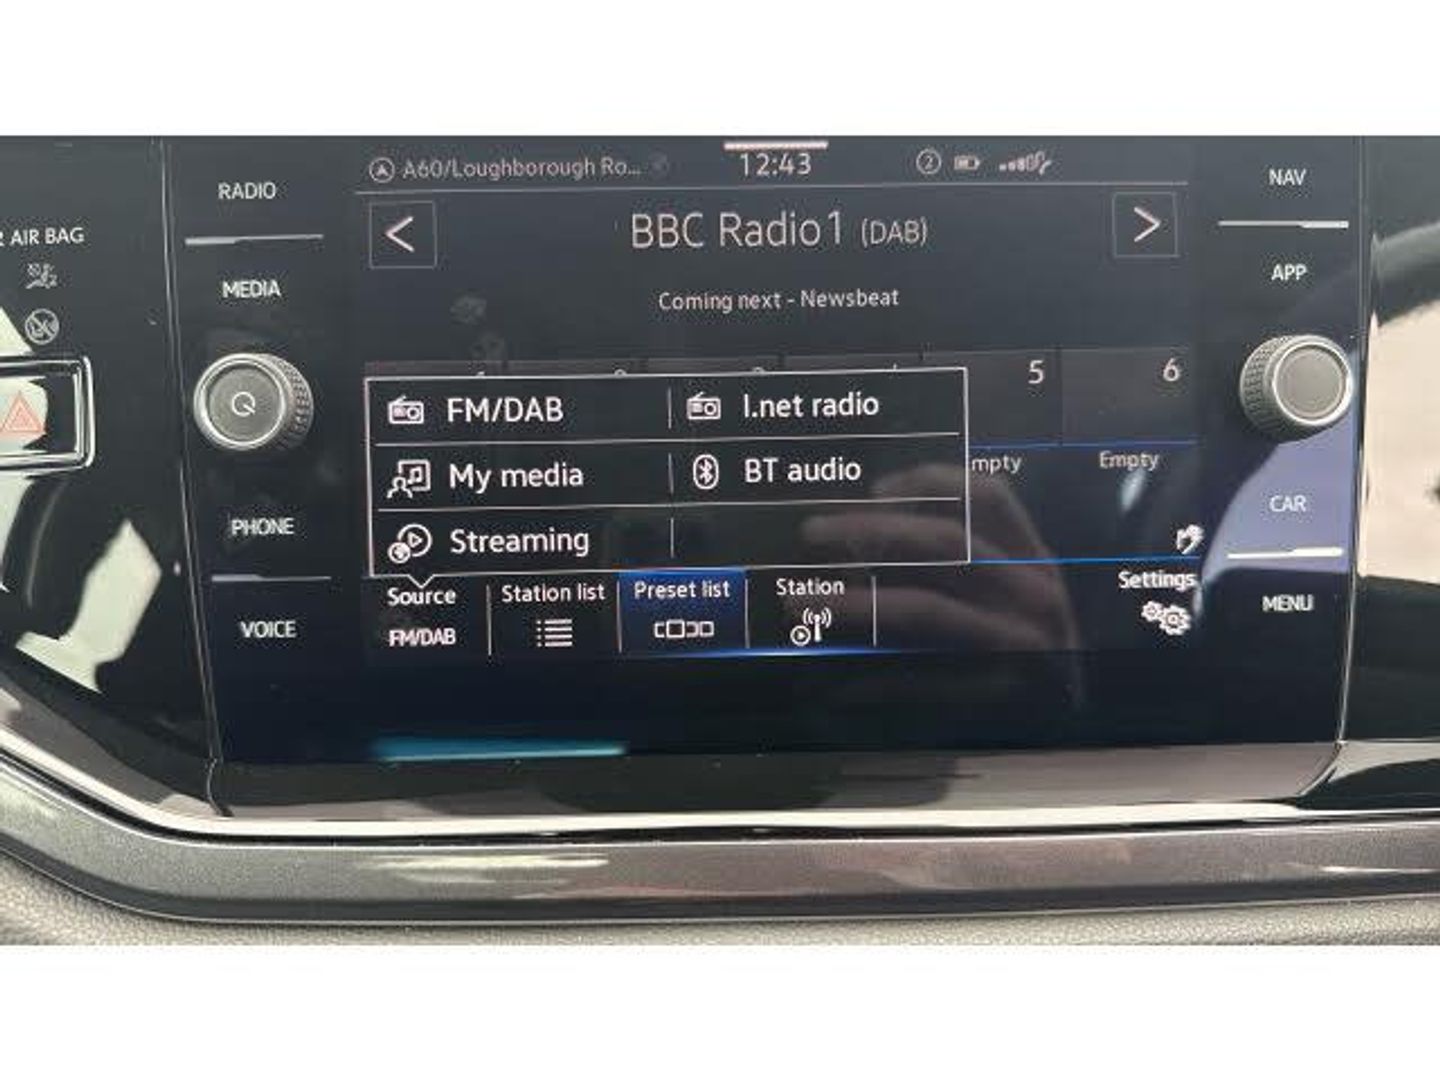 A60/Loughborough Ro...
12:43
2
RADIO
NAV
BBC Radio1 (DAB)
AIR BAG
MEDIA
APP
Coming next - Newsbeat
5
6
FM/DAB
I.net radio
My media
BT audio
mpty
Empty
PHONE
CAR
Streaming
Source
Station list
Preset list
Station
Settings
FM/DAB
VOICE
MENU